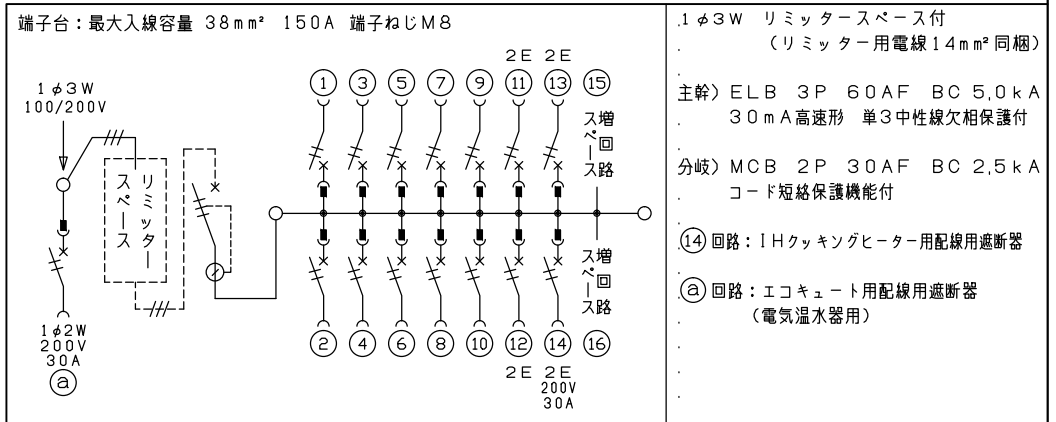 端子台：最大入線容量 38mm² 150A 端子ねじM8
1φ3W
100/200V
リミッター
スペース
1φ2W
200V
30A
ⓐ
2E 2E
① ③ ⑤ ⑦ ⑨ ⑪ ⑬ ⑮
増回路
スペース
増回路
スペース
② ④ ⑥ ⑧ ⑩ ⑫ ⑭ ⑯
2E 2E
200V
30A
1φ3W リミッタースペース付
（リミッター用電線14mm²同梱）
主幹）ELB 3P 60AF BC 5,0kA
30mA高速形 単3中性線欠相保護付
分岐）MCB 2P 30AF BC 2,5kA
コード短絡保護機能付
⑭回路：IHクッキングヒーター用配線用遮断器
ⓐ回路：エコキュート用配線用遮断器
（電気温水器用）